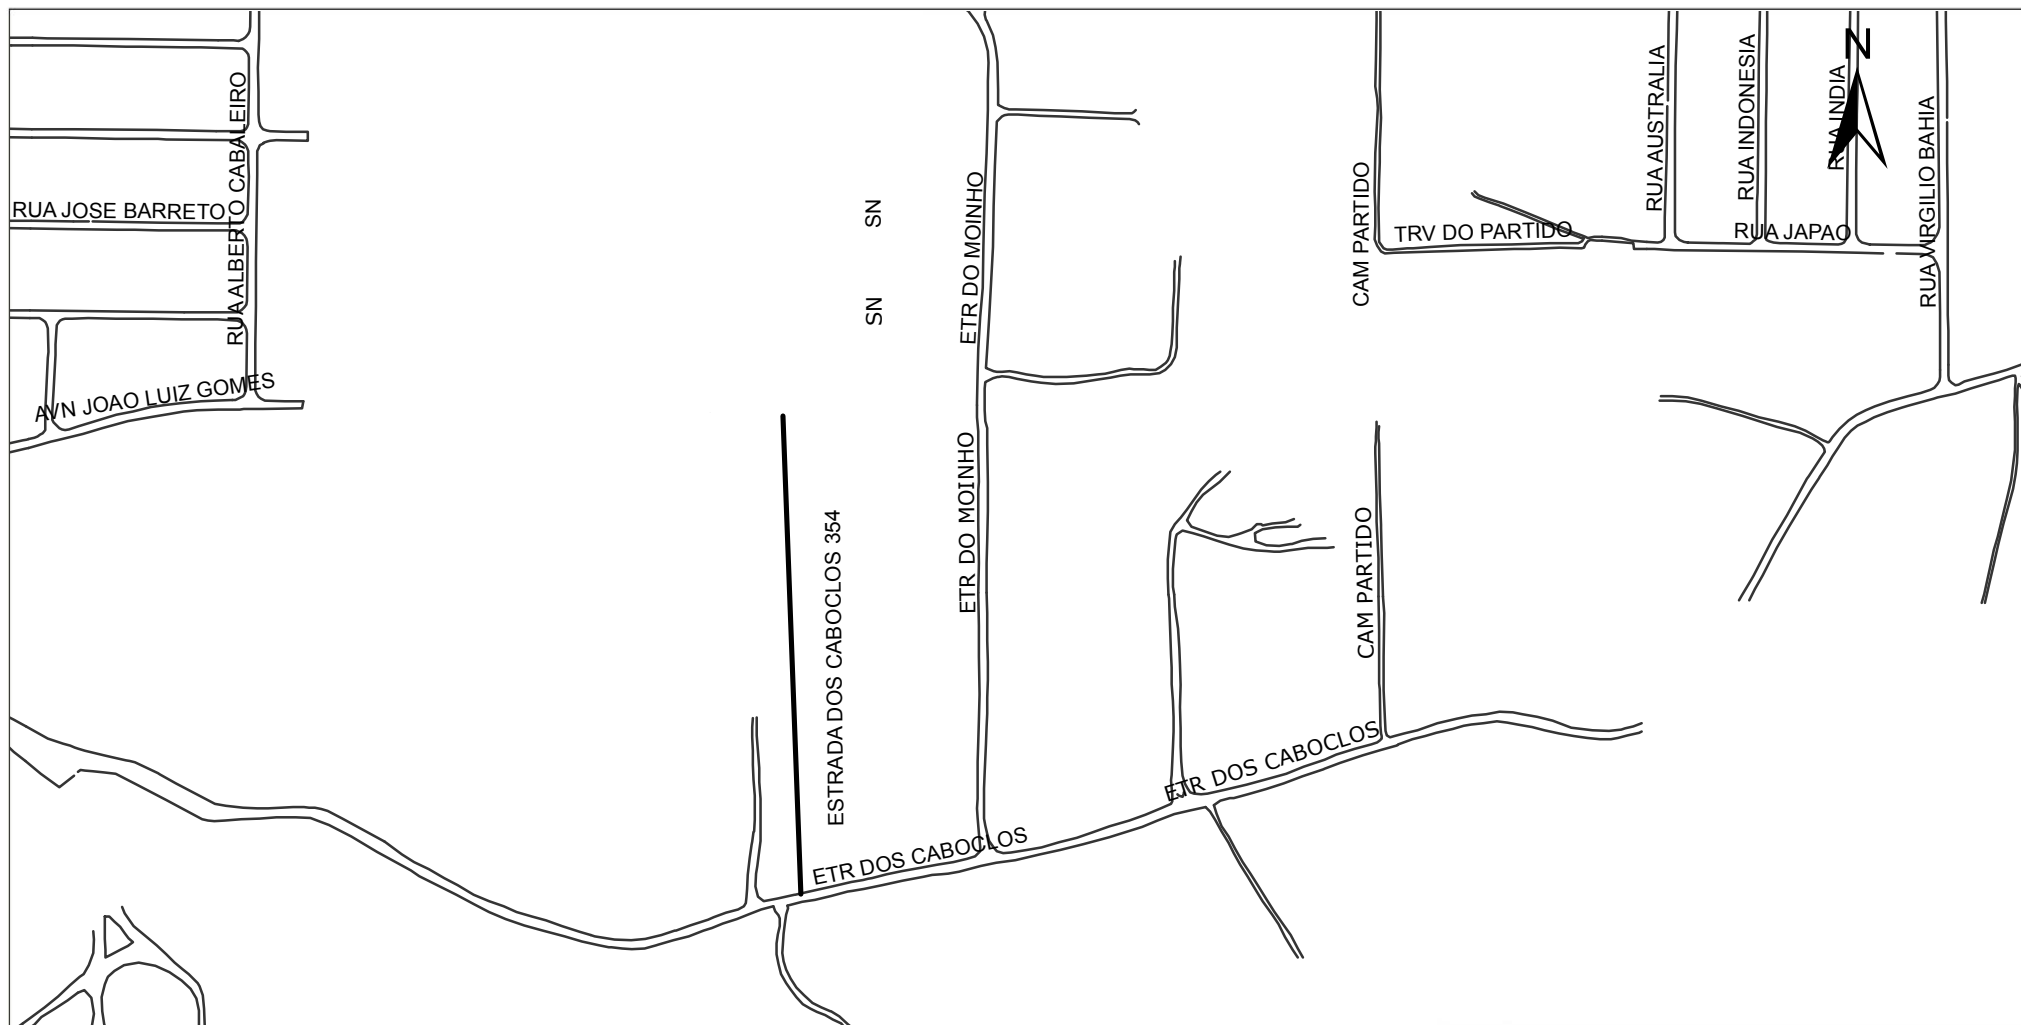 N
RUA ALBERTO CABALEIRO
RUA JOSE BARRETO
AVN JOAO LUIZ GOMES
SN
SN
ETR DO MOINHO
ETR DO MOINHO
CAM PARTIDO
TRV DO PARTIDO
RUA AUSTRALIA
RUA INDONESIA
RUA INDIA
RUA JAPAO
RUA VIRGILIO BAHIA
ESTRADA DOS CABOCLOS 354
CAM PARTIDO
ETR DOS CABOCLOS
ETR DOS CABOCLOS